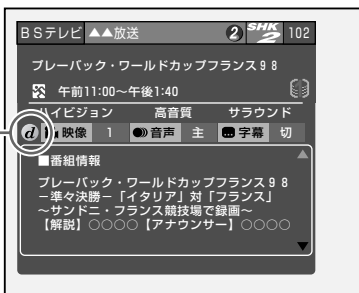 BSテレビ ▲▲放送 2 SHK 2 102
プレーバック・ワールドカップフランス98
午前11:00~午後1:40
ハイビジョン 高音質 サラウンド
d 映像 1 音声 主 字幕 切
■番組情報
プレーバック・ワールドカップフランス98
－準々決勝－「イタリア」対「フランス」
~サンドニ・フランス競技場で録画~
【解説】○○○○【アナウンサー】○○○○